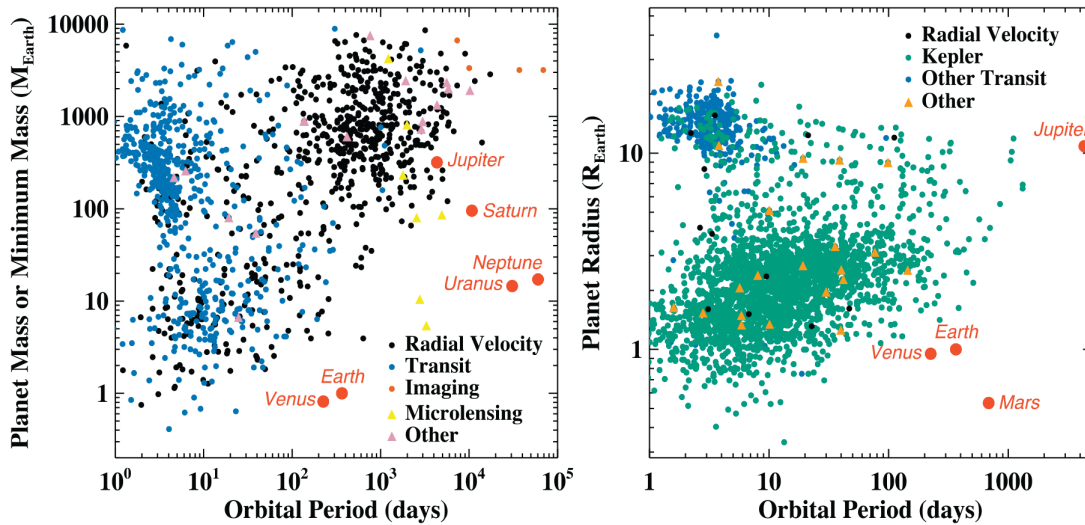 Planet Mass or Minimum Mass (M_Earth)
10000
1000
100
10
1
Jupiter
Saturn
Neptune
Uranus
Earth
Venus
Radial Velocity
Transit
Imaging
Microlensing
Other
10^0 10^1 10^2 10^3 10^4 10^5
Orbital Period (days)
Planet Radius (R_Earth)
10
1
Radial Velocity
Kepler
Other Transit
Other
Jupiter
Earth
Venus
Mars
1 10 100 1000
Orbital Period (days)